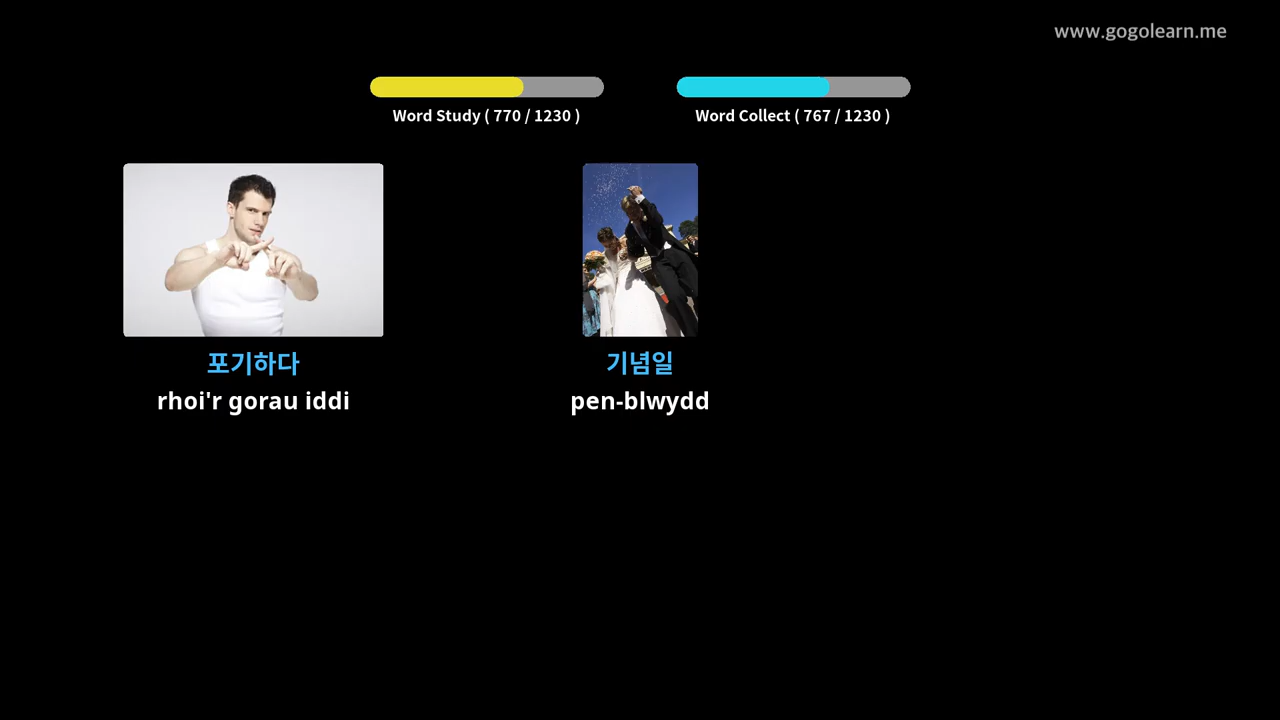 www.gogolearn.me
Word Study ( 770 / 1230 )
Word Collect ( 767 / 1230 )
포기하다
rhoi'r gorau iddi
기념일
pen-blwydd